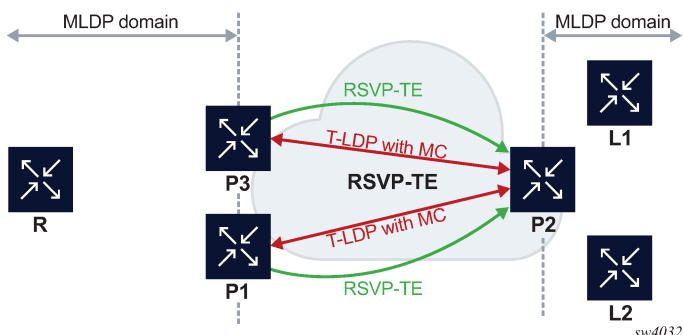 MLDP domain
MLDP domain
RSVP-TE
L1
T-LDP with MC
P3
RSVP-TE
R
P2
T-LDP with MC
P1
RSVP-TE
L2
sw4032